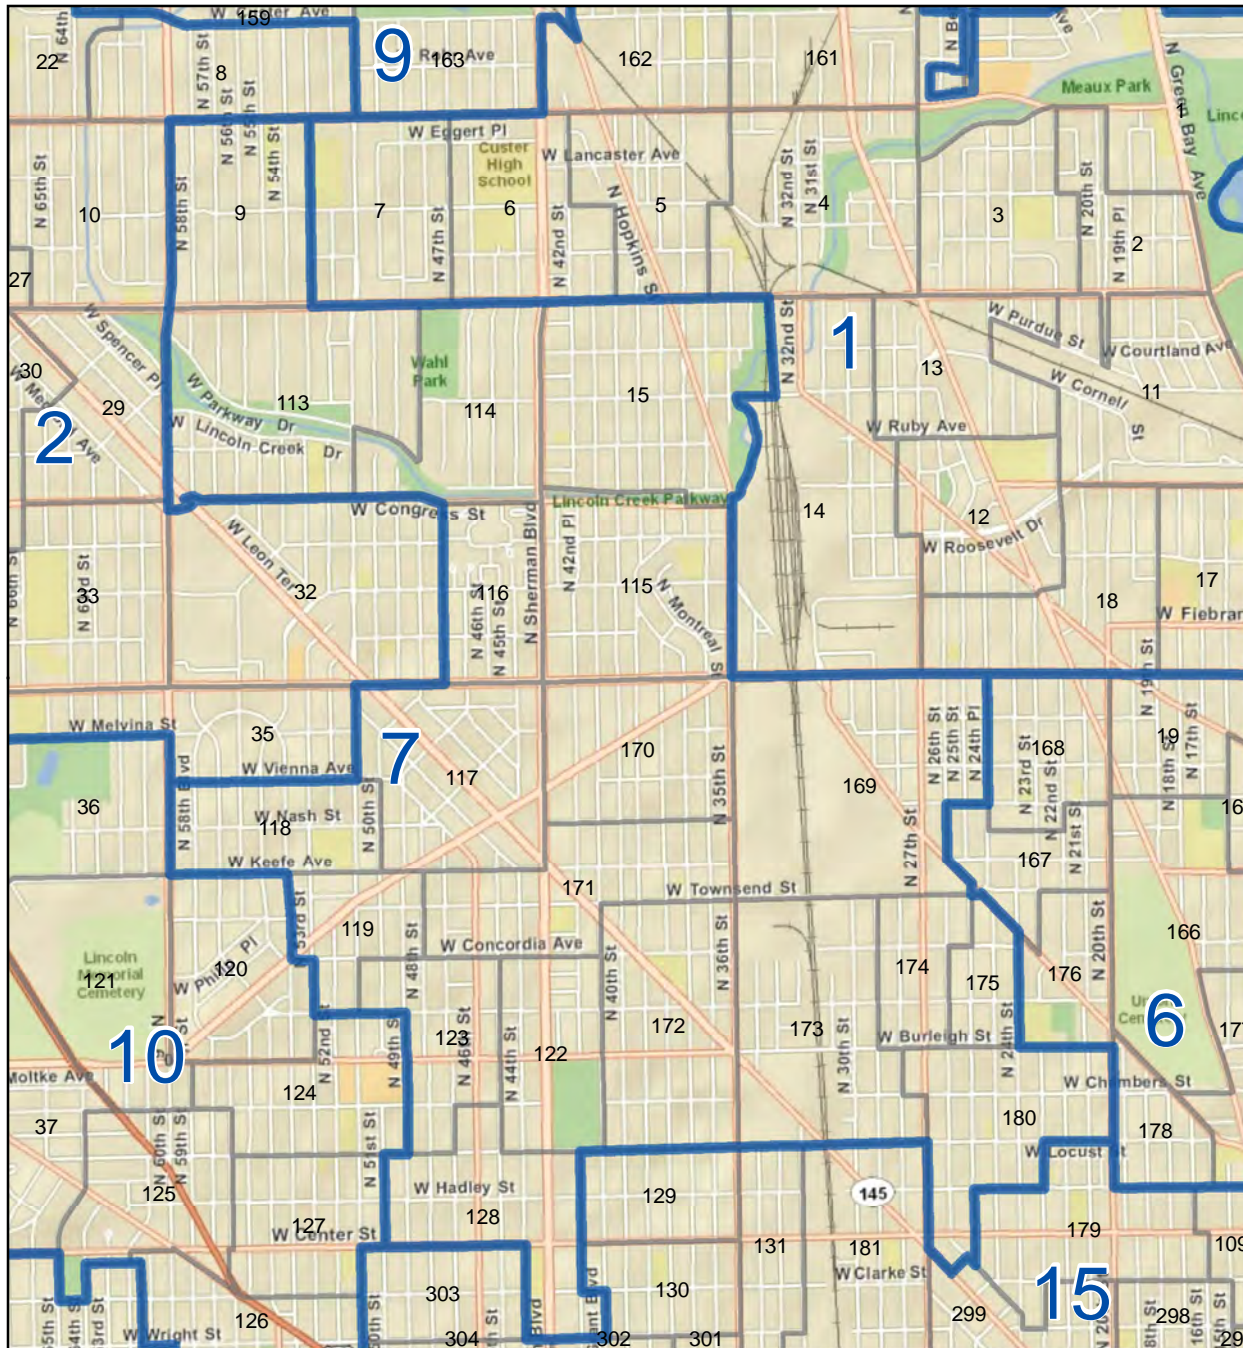 W Custer Ave
159
N 64th
22
8
N 57th St
N 56th St
N 55th St
9
163
162
161
Meaux Park
N Green Bay Ave
1
Linco
W Eggert Pl
Custer
High
School
W Lancaster Ave
N 65th St
10
N 58th St
9
N 54th St
7
N 47th St
6
N 42nd St
5
N Hopkins S
N 32nd St
N 31st St
4
3
N 20th St
N 19th Pl
2
27
W Spencer Pl
30
29
2
W Parkway Dr
113
W Lincoln Creek Dr
Wahl
Park
114
15
N 32nd St
1
13
W Purdue St
W Courtland Ave
W Cornell St
11
W Ruby Ave
W Congress St
Lincoln Creek Parkway
14
12
W Roosevelt Dr
N 63rd St
33
W Leon Ter
32
N 46th St
116
N 45th St
N Sherman Blvd
N 42nd Pl
115
N Montreal St
18
17
W Fiebran
W Melvina St
35
W Vienna Ave
7
117
170
N 35th St
169
N 26th St
N 25th St
N 24th Pl
N 23rd St
168
N 22nd St
N 19th St
19
N 18th St
N 17th St
36
N 58th Blvd
W Nash St
118
N 50th S
W Keefe Ave
N 27th St
167
N 21st St
16
171
W Townsend St
Lincoln
Memorial
Cemetery
121
W Philip Pl
120
N 53rd St
119
N 48th St
W Concordia Ave
N 40th St
N 36th St
174
175
176
N 20th St
166
10
N 52nd St
N 49th St
123
N 46th St
N 44th St
122
172
173
N 30th St
W Burleigh St
N 24th St
6
177
Moltke Ave
124
W Chambers St
37
N 60th St
N 59th St
N 51st St
180
178
W Locust St
125
W Hadley St
129
145
127
W Center St
128
131
181
179
109
W Clarke St
15
303
130
299
298
126
W Wright St
304
302
301
N 20
8th St
16th St
15th St
29